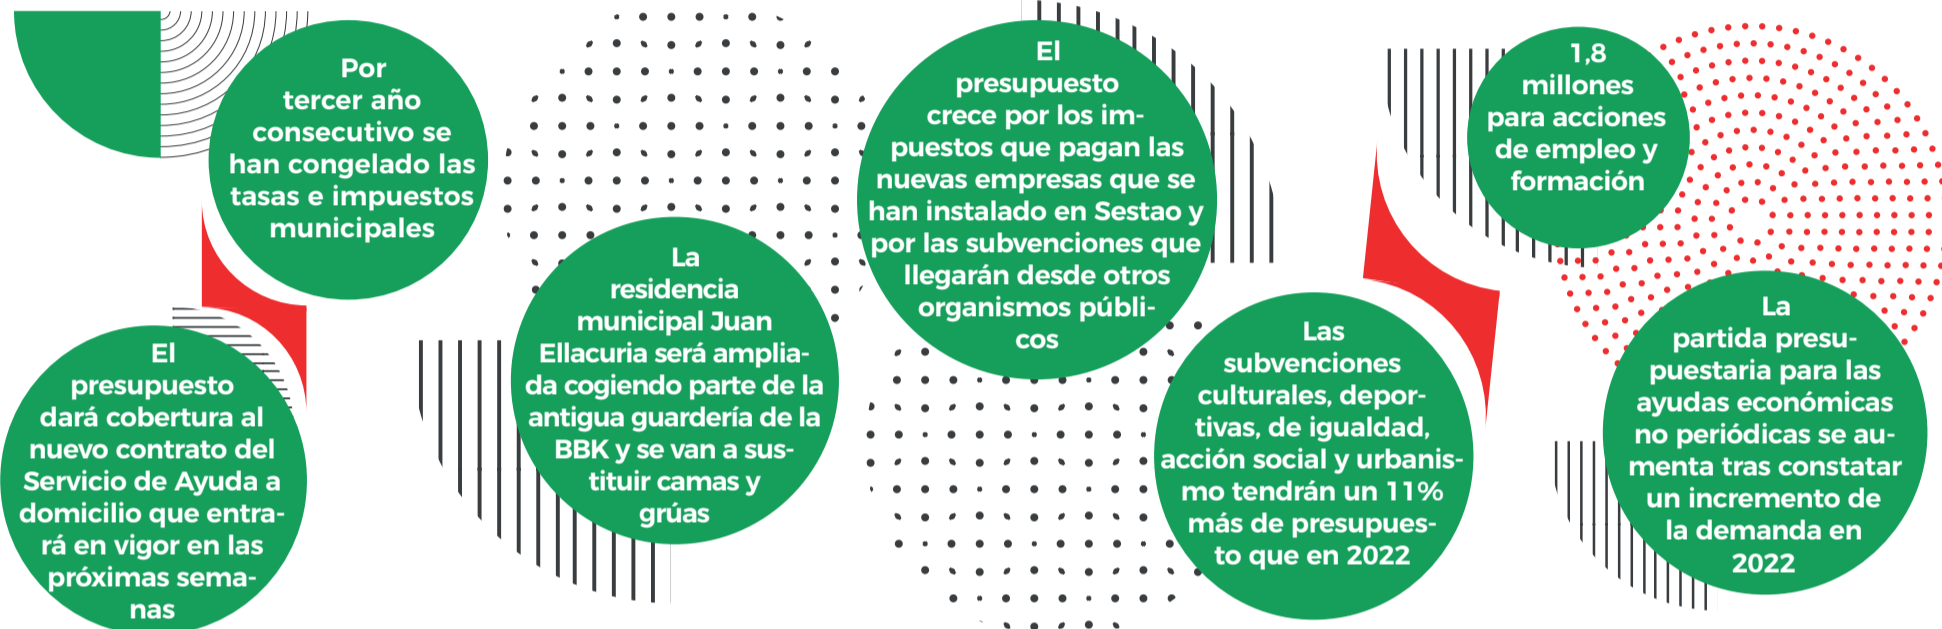 Por
tercer año
consecutivo se
han congelado las
tasas e impuestos
municipales
El
presupuesto
dará cobertura al
nuevo contrato del
Servicio de Ayuda a
domicilio que entra-
rá en vigor en las
próximas sema-
nas
La
residencia
municipal Juan
Ellacuria será amplia-
da cogiendo parte de la
antigua guardería de la
BBK y se van a sus-
tituir camas y
grúas
El
presupuesto
crece por los im-
puestos que pagan las
nuevas empresas que se
han instalado en Sestao y
por las subvenciones que
llegarán desde otros
organismos públi-
cos
Las
subvenciones
culturales, depor-
tivas, de igualdad,
acción social y urbanis-
mo tendrán un 11%
más de presupues-
to que en 2022
1,8
millones
para acciones
de empleo y
formación
La
partida presu-
puestaria para las
ayudas económicas
no periódicas se au-
menta tras constatar
un incremento de
la demanda en
2022